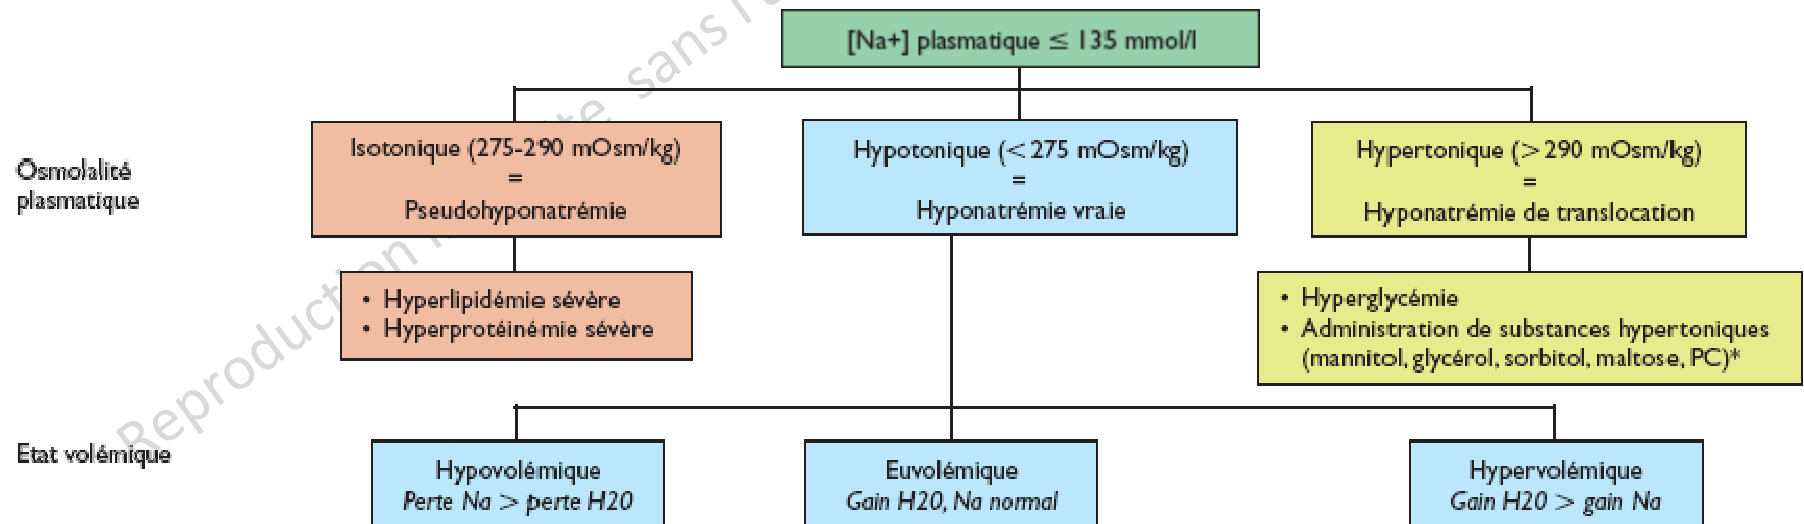 [Na+] plasmatique ≤ 135 mmol/l
Osmolalité
plasmatique
Isotonique (275-290 mOsm/kg)
=
Pseudohyponatrémie
Hypotonique (< 275 mOsm/kg)
=
Hyponatrémie vraie
Hypertonique (> 290 mOsm/kg)
=
Hyponatrémie de translocation
• Hyperlipidémie sévère
• Hyperprotéinémie sévère
• Hyperglycémie
• Administration de substances hypertoniques
(mannitol, glycérol, sorbitol, maltose, PC)*
Etat volémique
Hypovolémique
Perte Na > perte H20
Euvolémique
Gain H20, Na normal
Hypervolémique
Gain H20 > gain Na
Reproduction sans